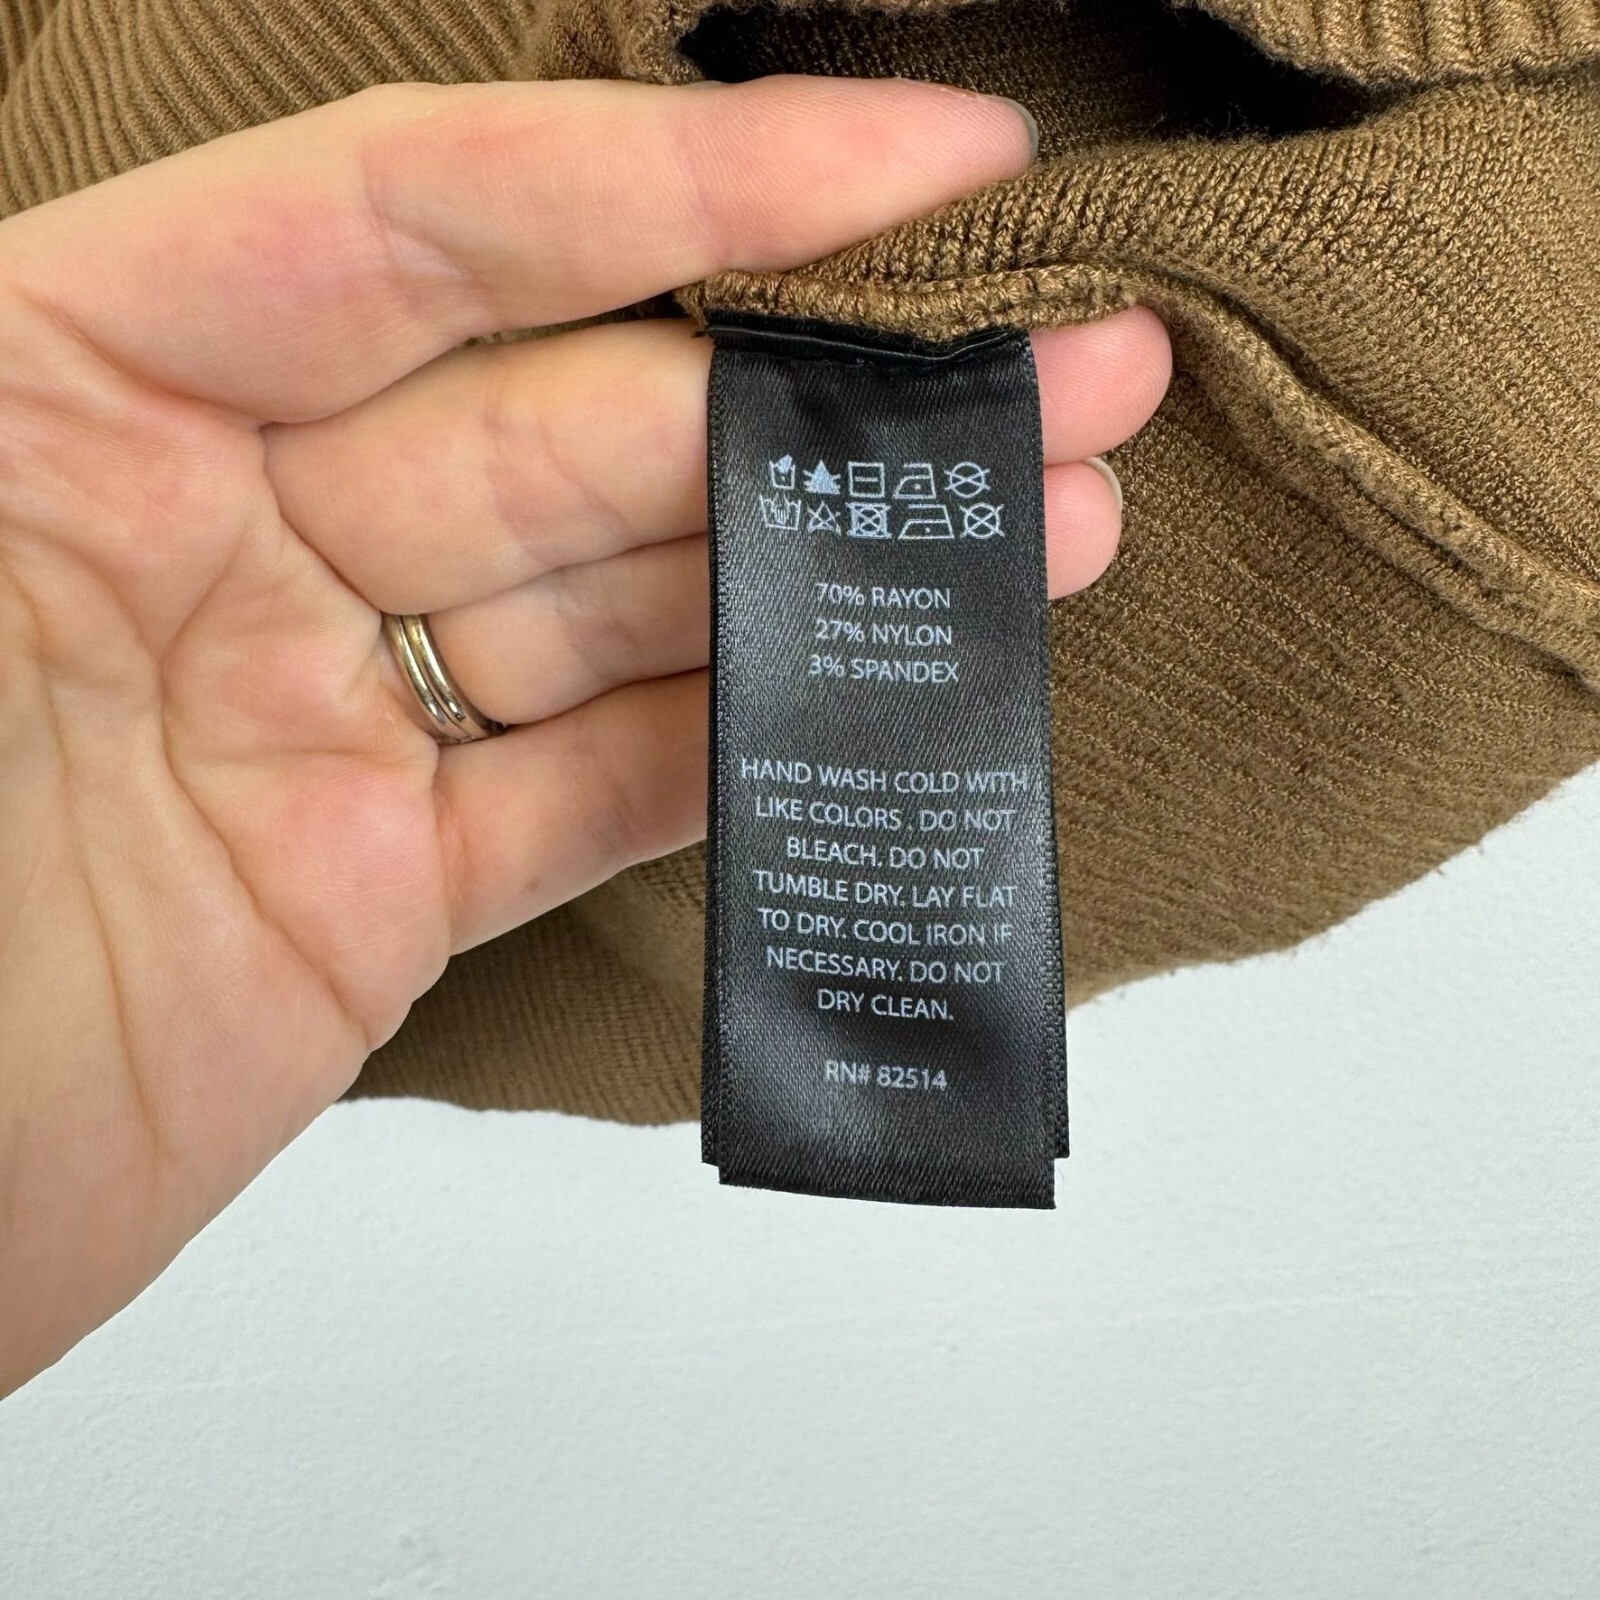 70% RAYON
27% NYLON
3% SPANDEX
HAND WASH COLD WITH
LIKE COLORS . DO NOT
BLEACH. DO NOT
TUMBLE DRY. LAY FLAT
TO DRY. COOL IRON IF
NECESSARY. DO NOT
DRY CLEAN.
RN# 82514